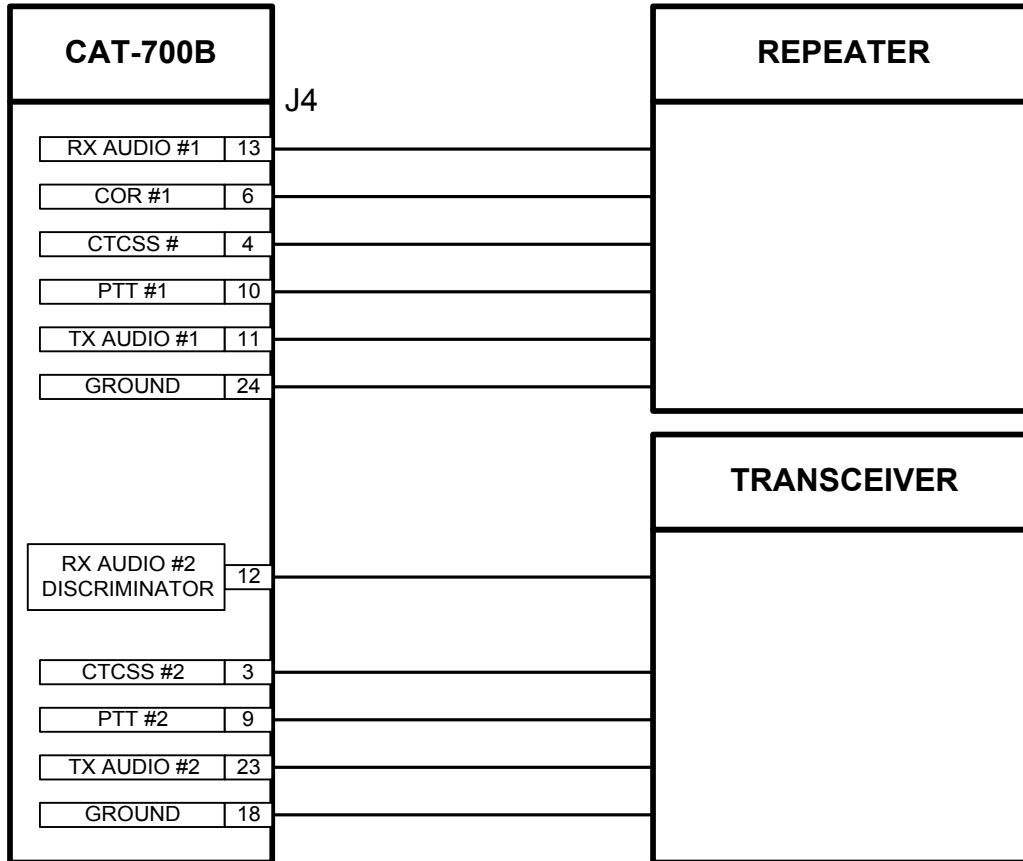 CAT-700B
REPEATER
J4
RX AUDIO #1 13
COR #1 6
CTCSS # 4
PTT #1 10
TX AUDIO #1 11
GROUND 24
TRANSCEIVER
RX AUDIO #2
DISCRIMINATOR 12
CTCSS #2 3
PTT #2 9
TX AUDIO #2 23
GROUND 18